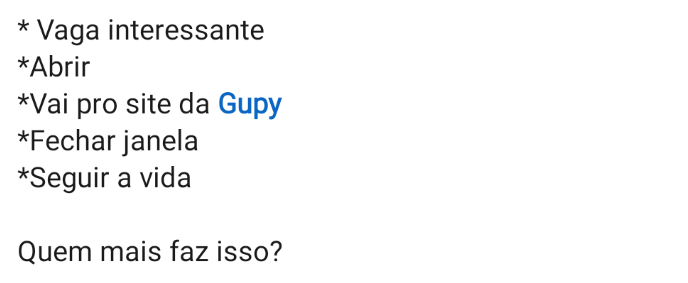 * Vaga interessante
*Abrir
*Vai pro site da Gupy
*Fechar janela
*Seguir a vida
Quem mais faz isso?